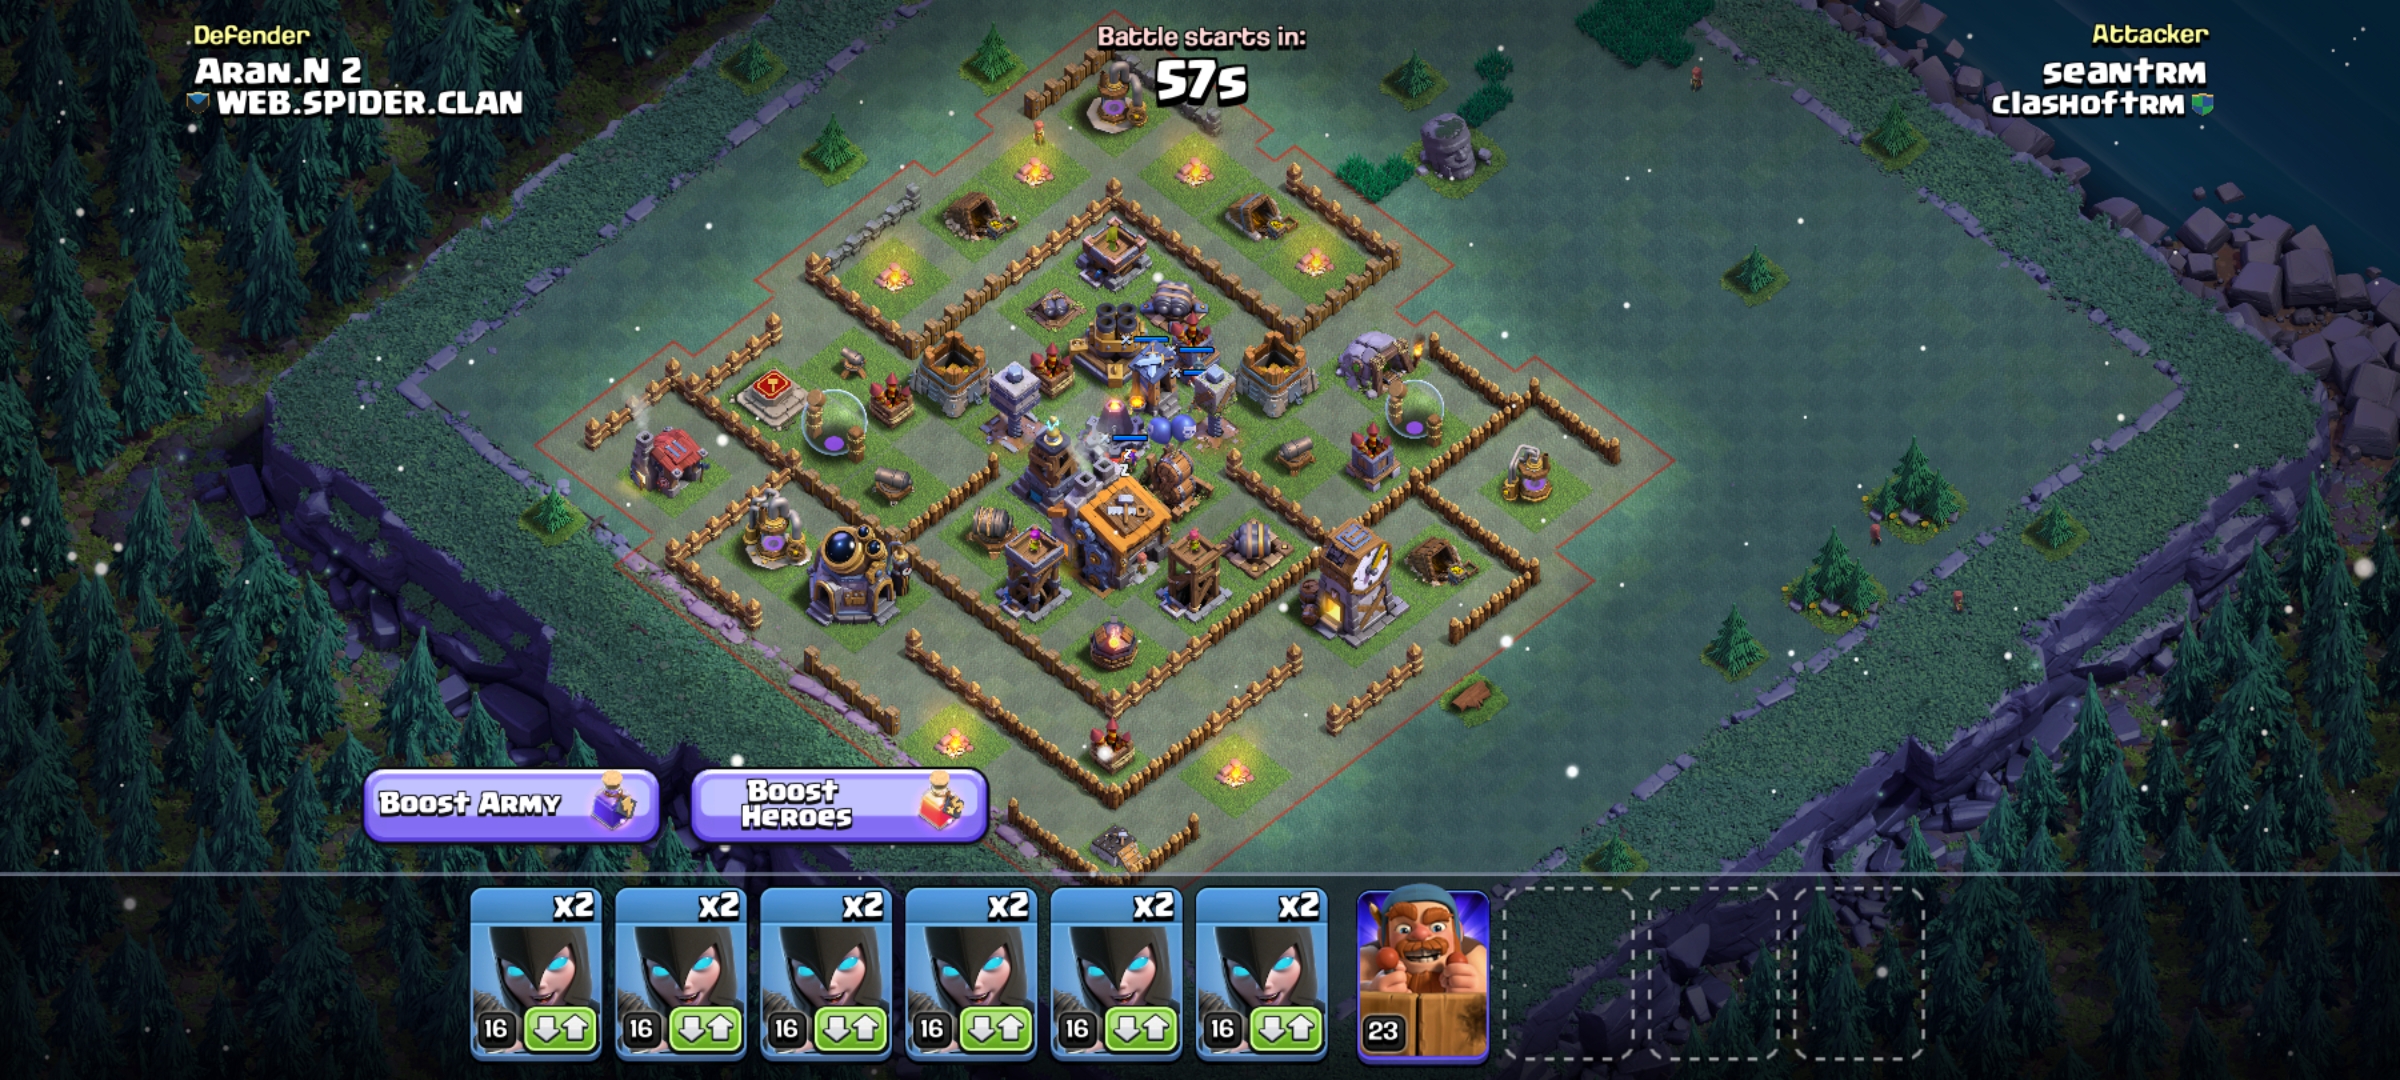 Defender
Aran.N 2
WEB.SPIDER.CLAN
Battle starts in:
57s
Attacker
seantRM
clashoftRM
Boost Army
Boost
Heroes
x2
x2
x2
x2
x2
x2
16
16
16
16
16
16
23